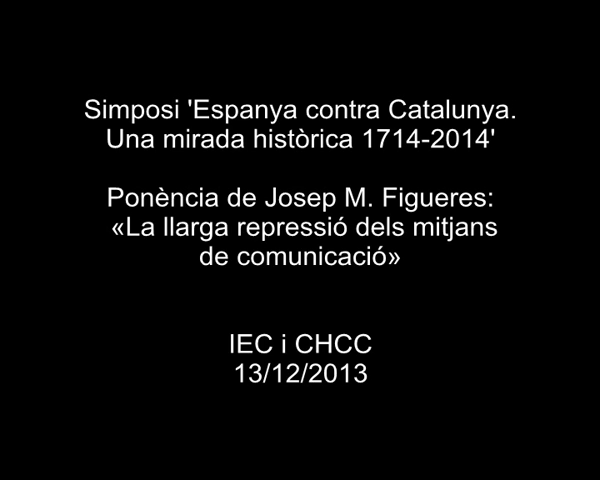 Simposi 'Espanya contra Catalunya.
Una mirada històrica 1714-2014'
Ponència de Josep M. Figueres:
«La llarga repressió dels mitjans
de comunicació»
IEC i CHCC
13/12/2013